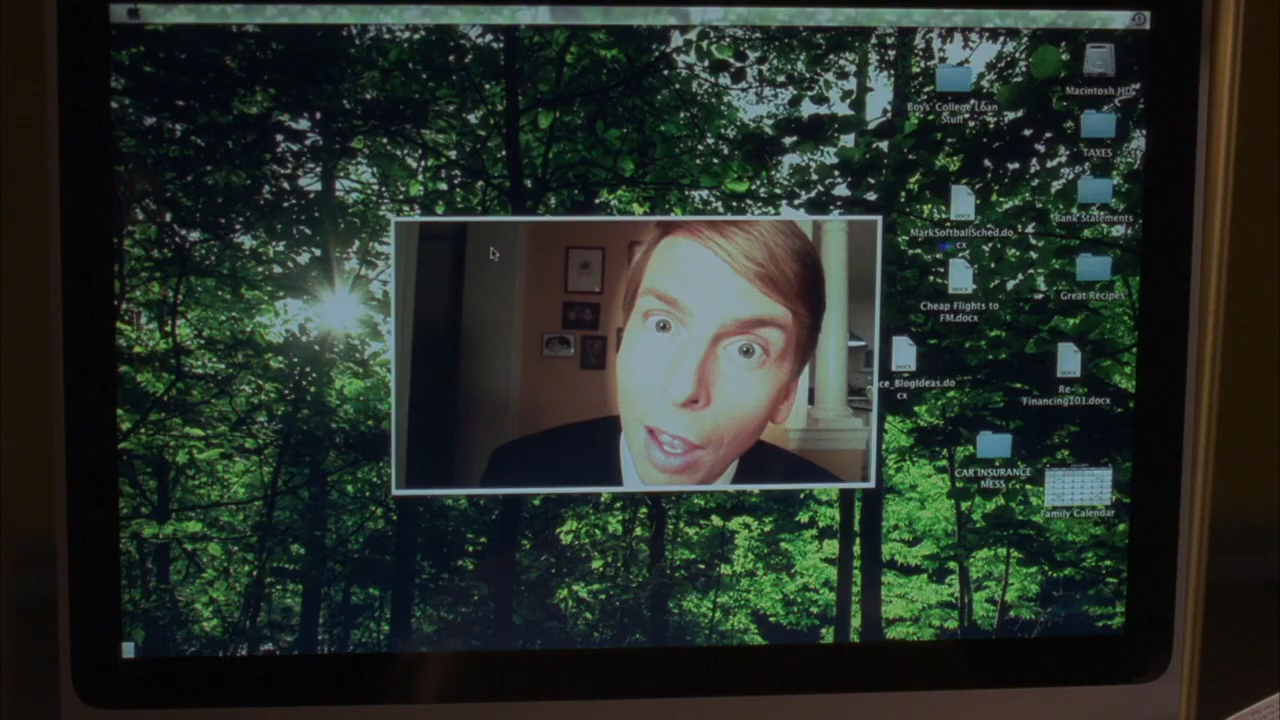 Boys' College Loan
Stuff
Macintosh HD
TAXES
Bank Statements
MarkSoftballSched.do
cx
Great Recipes
Cheap Flights to
FM.docx
ce_BlogIdeas.do
cx
Re-
Financing101.docx
CAR INSURANCE
MESS
Family Calendar